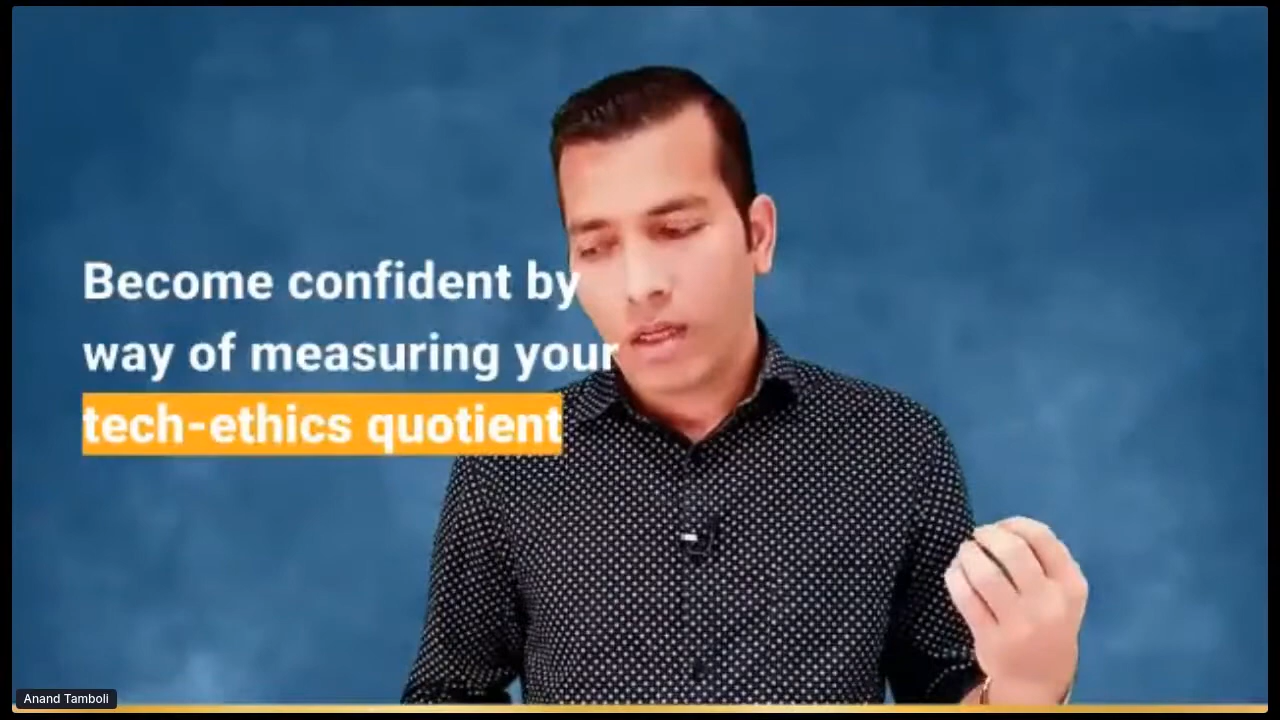 Become confident by
way of measuring your
tech-ethics quotient
Anand Tamboli